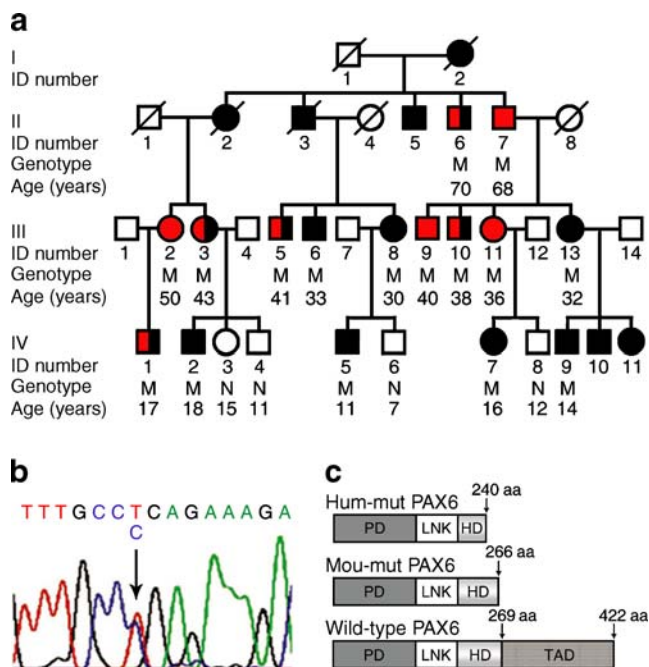 a
I
ID number 1 2
II
ID number 1 2 3 4 5 6 7 8
Genotype M M
Age (years) 70 68
III
ID number 1 2 3 4 5 6 7 8 9 10 11 12 13 14
Genotype M M M M M M M M M
Age (years) 50 43 41 33 30 40 38 36 32
IV
ID number 1 2 3 4 5 6 7 8 9 10 11
Genotype M M N N M N M N M
Age (years) 17 18 15 11 11 7 16 12 14
b
TTTGCCTCAGAAAGA
C
c
240 aa
Hum-mut PAX6
PD LNK HD
266 aa
Mou-mut PAX6
PD LNK HD
Wild-type PAX6 269 aa 422 aa
PD LNK HD TAD